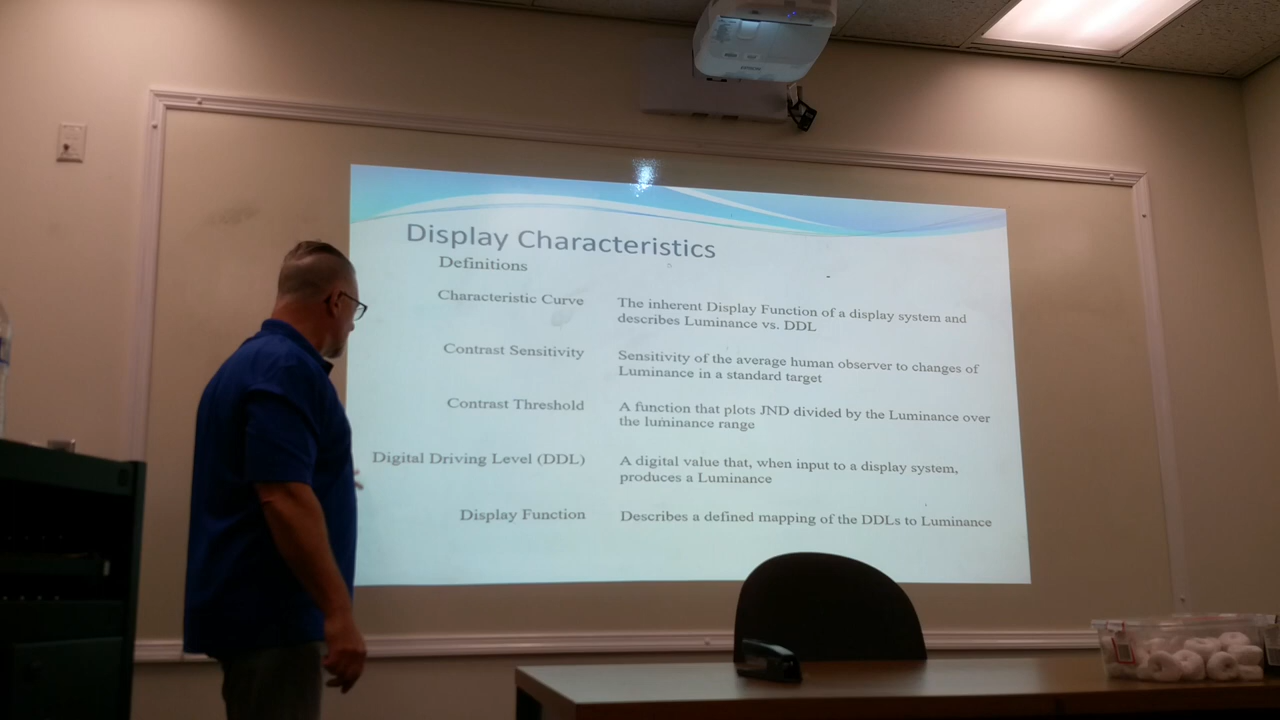 Display Characteristics
Definitions
Characteristic Curve
The inherent Display Function of a display system and
describes Luminance vs. DDL
Contrast Sensitivity
Sensitivity of the average human observer to changes of
Luminance in a standard target
Contrast Threshold
A function that plots JND divided by the Luminance over
the luminance range
Digital Driving Level (DDL)
A digital value that, when input to a display system,
produces a Luminance
Display Function
Describes a defined mapping of the DDLs to Luminance